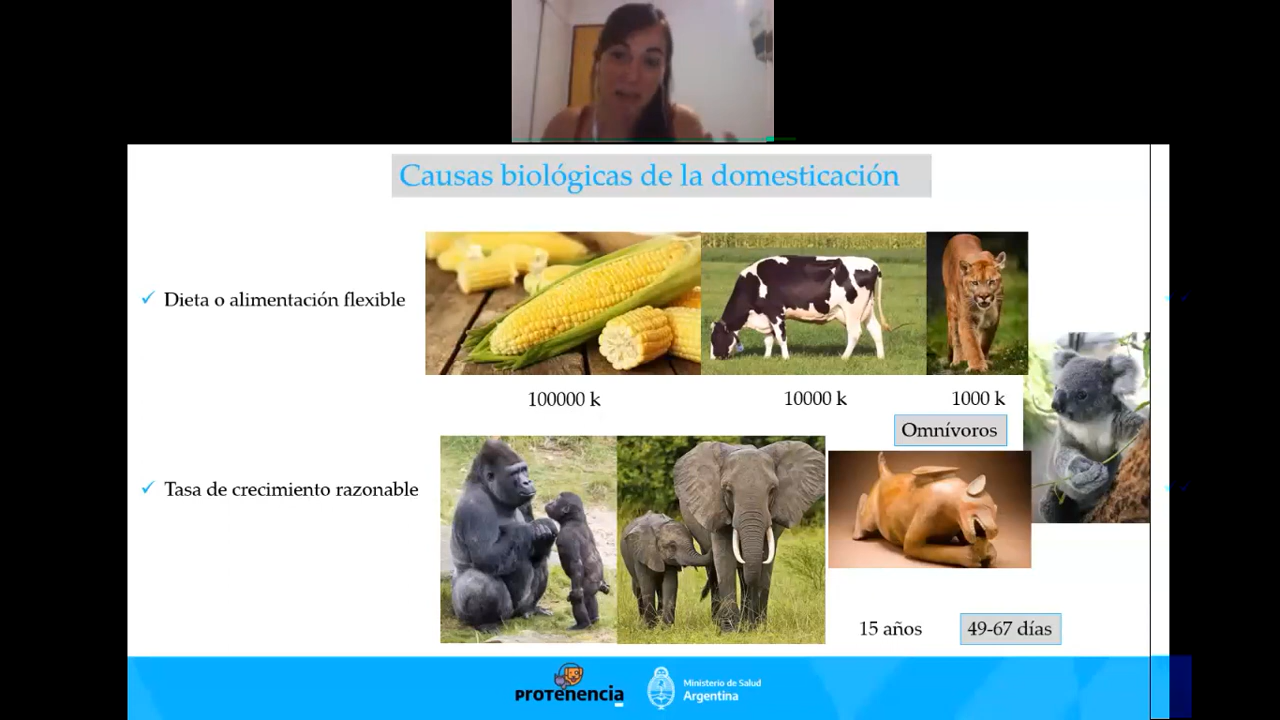 Causas biológicas de la domesticación
✓ Dieta o alimentación flexible
100000 k
10000 k
1000 k
Omnívoros
✓ Tasa de crecimiento razonable
15 años
49-67 días
PROTENENCIA
Ministerio de Salud
Argentina